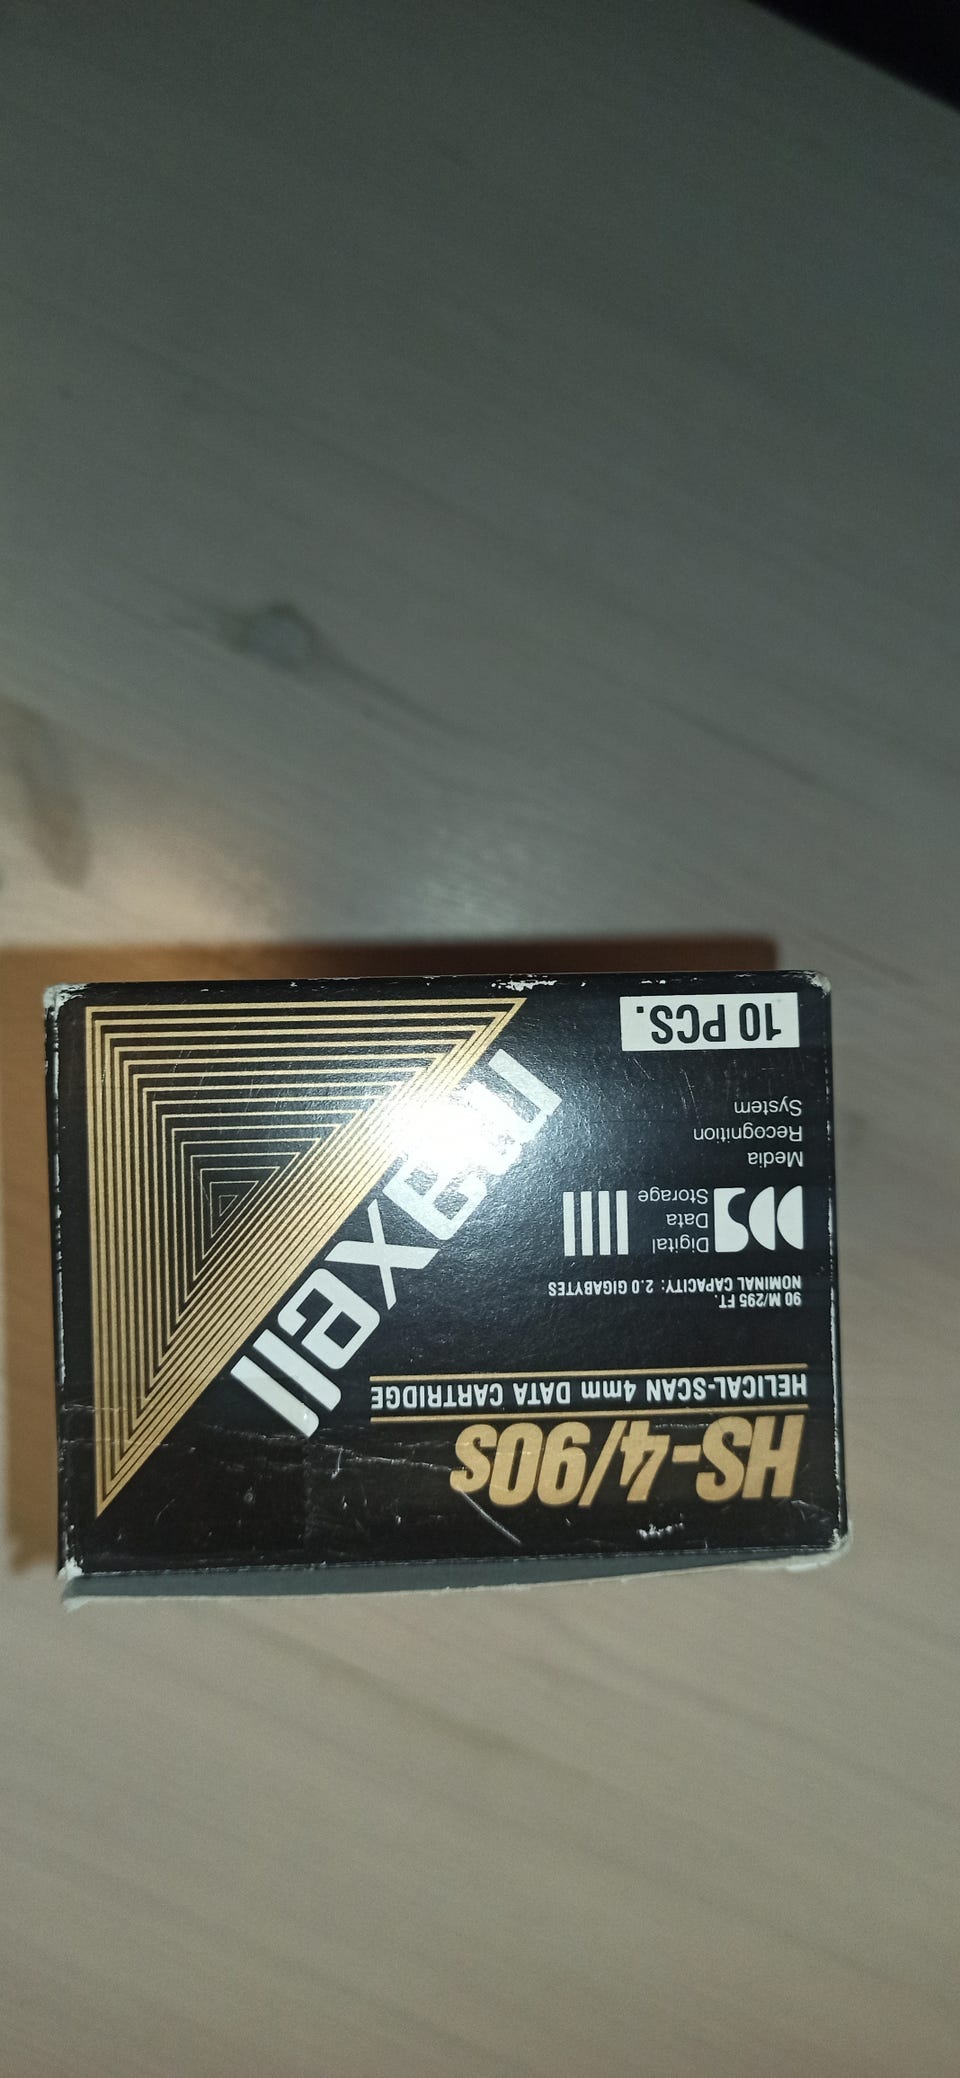 HS-4/90s
HELICAL-SCAN 4mm DATA CARTRIDGE
90 M/295 FT.
NOMINAL CAPACITY: 2.0 GIGABYTES
DDS
Digital
Data
Storage
Media
Recognition
System
10 PCS.
maxell